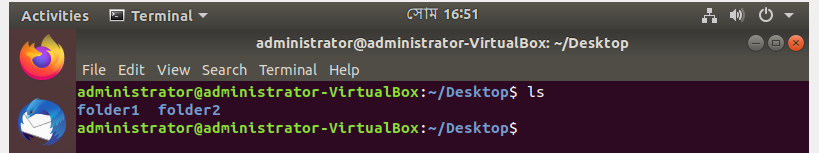 Activities Terminal সোম 16:51
administrator@administrator-VirtualBox: ~/Desktop
File Edit View Search Terminal Help
administrator@administrator-VirtualBox:~/Desktop$ ls
folder1  folder2
administrator@administrator-VirtualBox:~/Desktop$